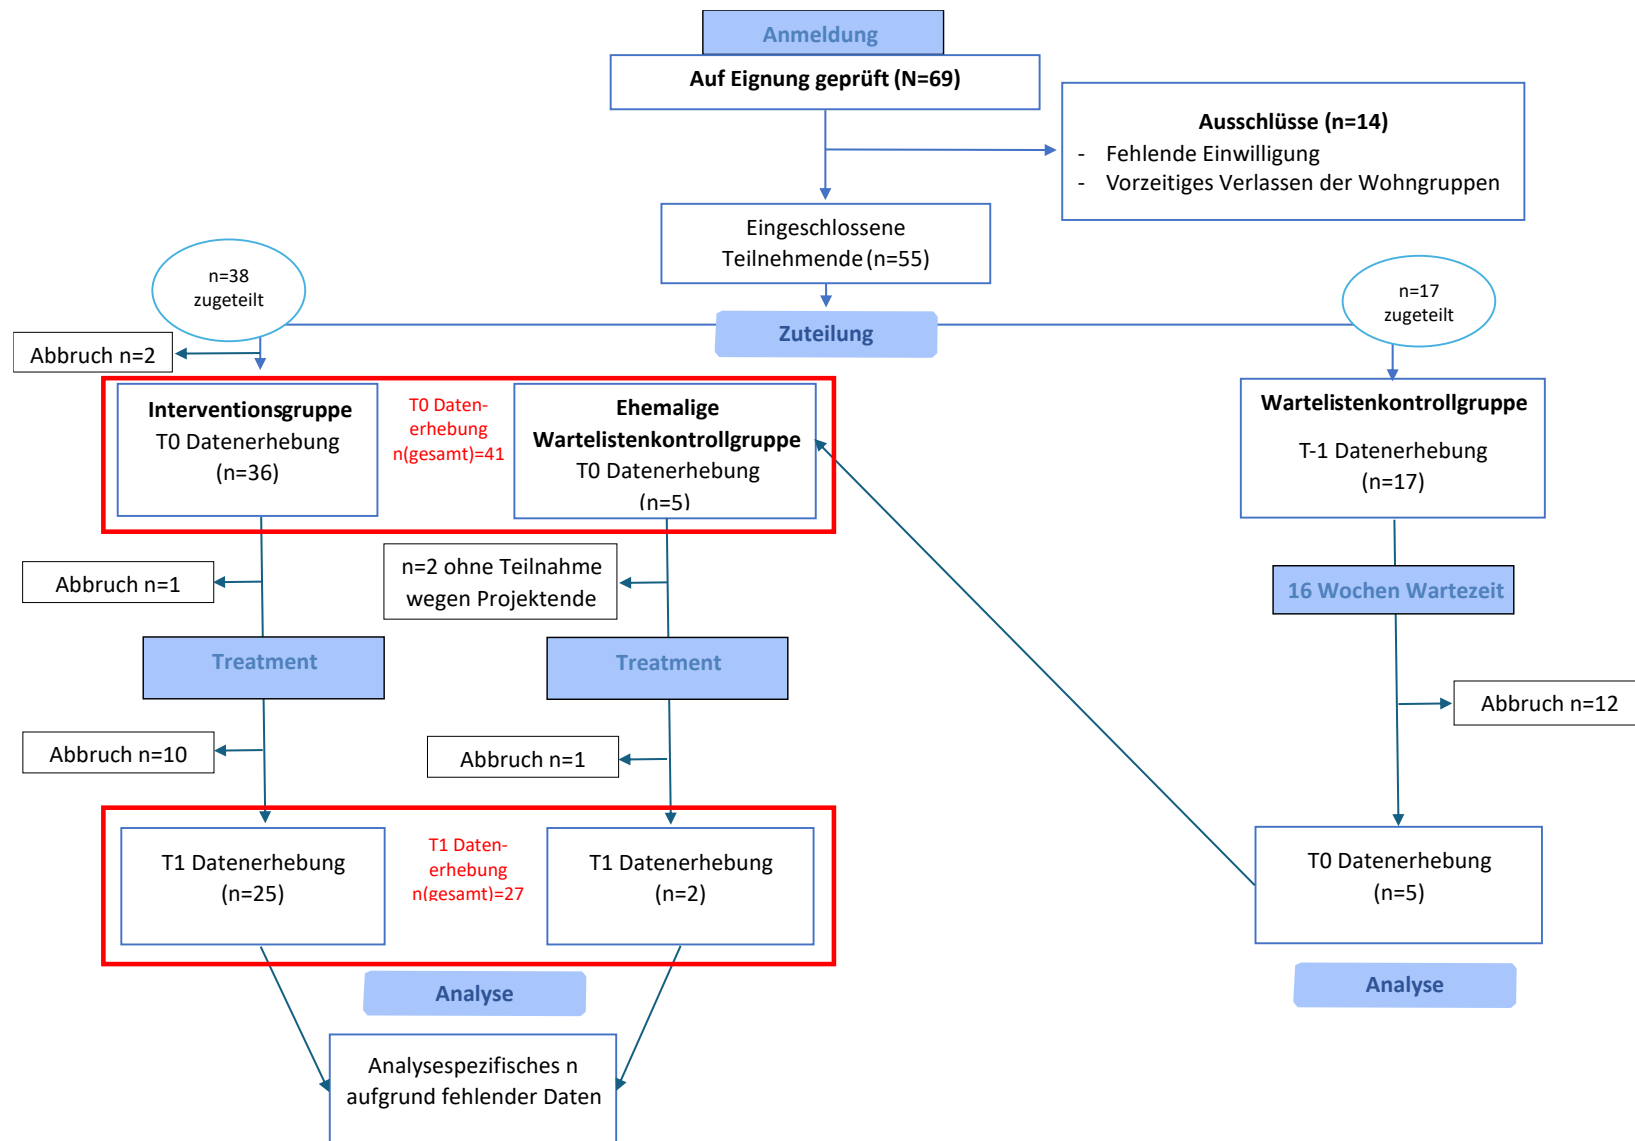 Anmeldung
Auf Eignung geprüft (N=69)
Ausschlüsse (n=14)
- Fehlende Einwilligung
- Vorzeitiges Verlassen der Wohngruppen
Eingeschlossene
Teilnehmende (n=55)
n=38
zugeteilt
n=17
zugeteilt
Zuteilung
Abbruch n=2
Interventionsgruppe
T0 Datenerhebung
(n=36)
T0 Daten-
erhebung
n(gesamt)=41
Ehemalige
Wartelistenkontrollgruppe
T0 Datenerhebung
(n=5)
Wartelistenkontrollgruppe
T-1 Datenerhebung
(n=17)
Abbruch n=1
n=2 ohne Teilnahme
wegen Projektende
16 Wochen Wartezeit
Treatment
Treatment
Abbruch n=12
Abbruch n=10
Abbruch n=1
T1 Datenerhebung
(n=25)
T1 Daten-
erhebung
n(gesamt)=27
T1 Datenerhebung
(n=2)
T0 Datenerhebung
(n=5)
Analyse
Analyse
Analysespezifisches n
aufgrund fehlender Daten